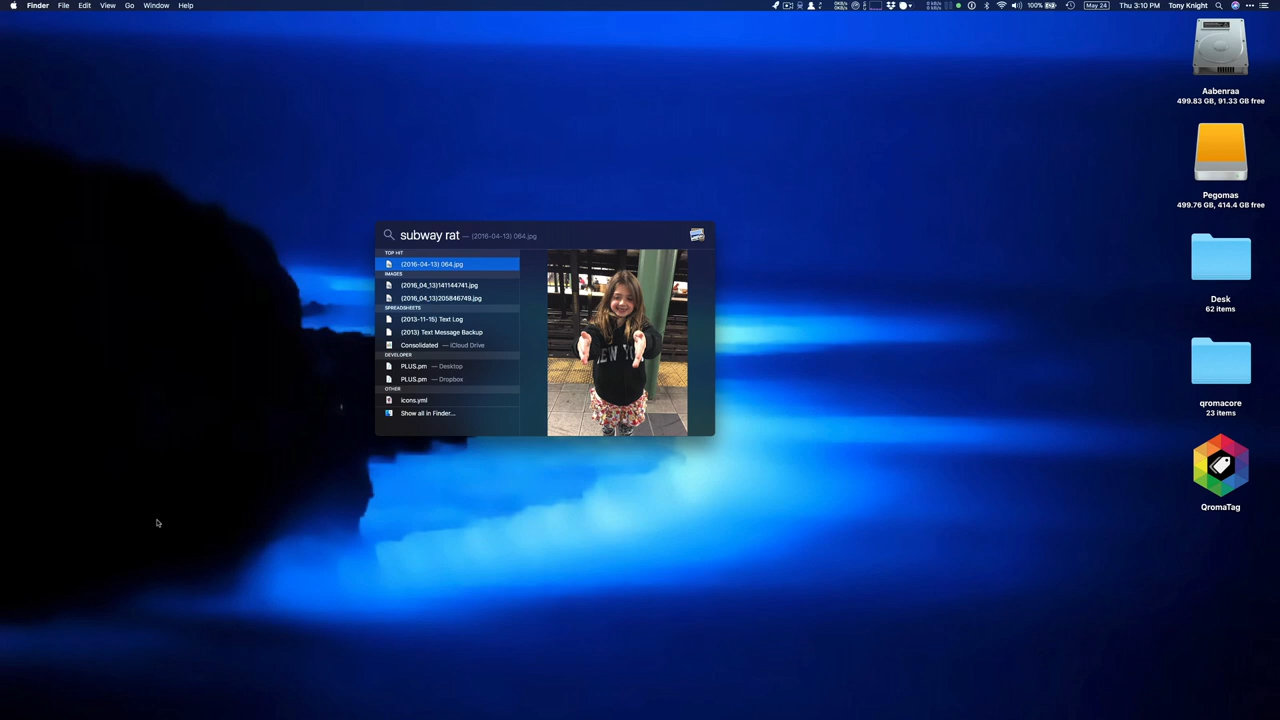 Finder File Edit View Go Window Help
100% May 24 Thu 3:10 PM Tony Knight
Aabenraa
499.83 GB, 91.33 GB free
Pegomas
499.76 GB, 414.4 GB free
Desk
62 items
qromacore
23 items
QromaTag
subway rat — (2016-04-13) 064.jpg
TOP HIT
(2016-04-13) 064.jpg
IMAGES
(2016_04_13)141144741.jpg
(2016_04_13)205846749.jpg
SPREADSHEETS
(2013-11-15) Text Log
(2013) Text Message Backup
Consolidated — iCloud Drive
DEVELOPER
PLUS.pm — Desktop
PLUS.pm — Dropbox
OTHER
icons.yml
Show all in Finder...
NEW YO